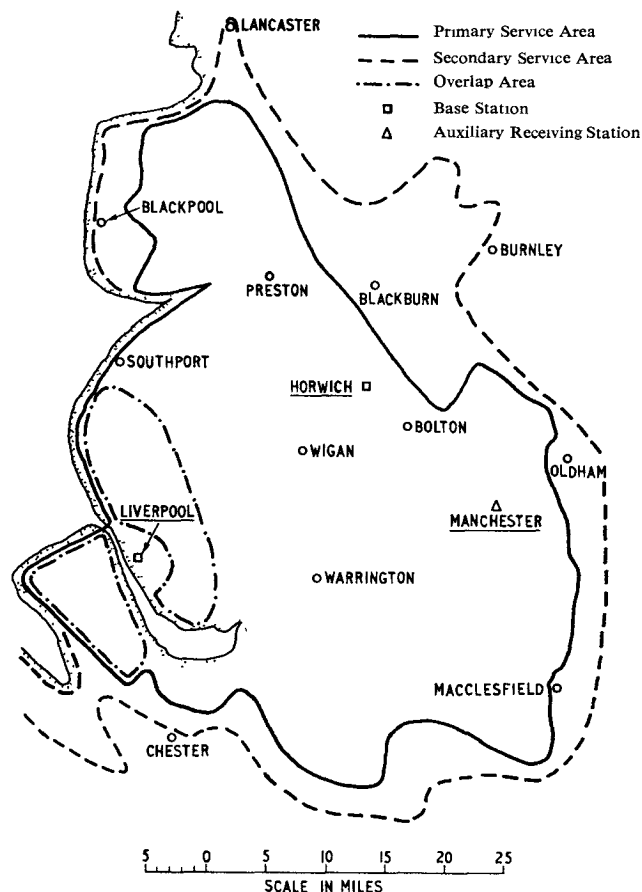 LANCASTER
Primary Service Area
Secondary Service Area
Overlap Area
Base Station
Auxiliary Receiving Station
BLACKPOOL
BURNLEY
PRESTON
BLACKBURN
SOUTHPORT
HORWICH
BOLTON
WIGAN
OLDHAM
LIVERPOOL
MANCHESTER
WARRINGTON
MACCLESFIELD
CHESTER
5 0 5 10 15 20 25
SCALE IN MILES